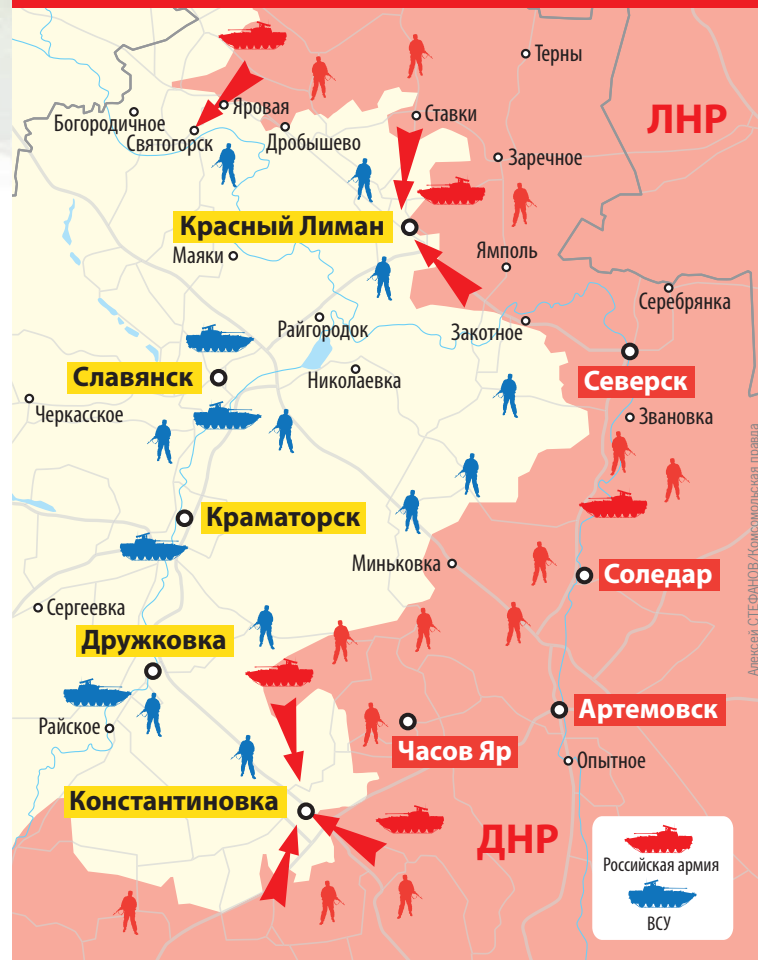 Терны
ЛНР
Яровая
Ставки
Богородичное
Святогорск
Дробышево
Заречное
Красный Лиман
Маяки
Ямполь
Серебрянка
Райгородок
Закотное
Славянск
Николаевка
Северск
Черкасское
Звановка
Краматорск
Миньковка
Соледар
Сергеевка
Дружковка
Артемовск
Райское
Часов Яр
Опытное
Константиновка
ДНР
Российская армия
ВСУ
Алексей СТЕФАНОВ/Комсомольская правда